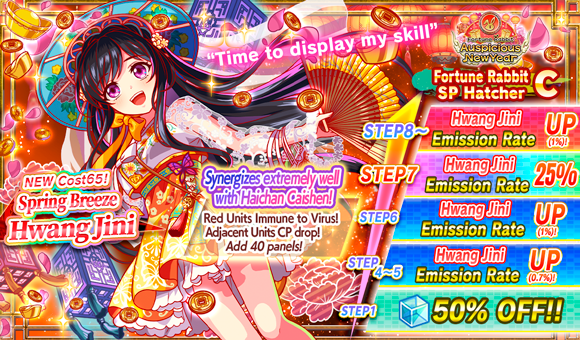 "Time to display my skill"
Fortune Rabbit
Auspicious
New Year
Fortune Rabbit
SP Hatcher C
NEW Cost65!
Spring Breeze
Hwang Jini
Synergizes extremely well
with Haichan Caishen!
Red Units Immune to Virus!
Adjacent Units CP drop!
Add 40 panels!
STEP8~
Hwang Jini
Emission Rate
UP
(1%)!
STEP7
Hwang Jini
Emission Rate
25%
STEP6
Hwang Jini
Emission Rate
UP
(1%)!
STEP
4~5
Hwang Jini
Emission Rate
UP
(0.7%)!
STEP1
50% OFF!!